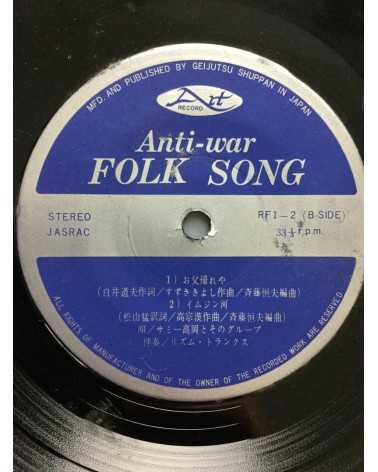 MFD. AND PUBLISHED BY GEIJUTSU SHUPPAN IN JAPAN
Art
RECORD
Anti-war
FOLK SONG
STEREO
JASRAC
RFI-2 (B-SIDE)
33⅓ r.p.m.
1) お父帰れや
(白井道夫作詞/すずききよし作曲/斉藤恒夫編曲)
2) イムジン河
(松山猛訳詞/高宗漢作曲/斉藤恒夫編曲)
唄/サミー高岡とそのグループ
伴奏/リズム・トランクス
ALL RIGHTS OF MANUFACTURER AND OF THE OWNER OF THE RECORDED WORK ARE RESERVED